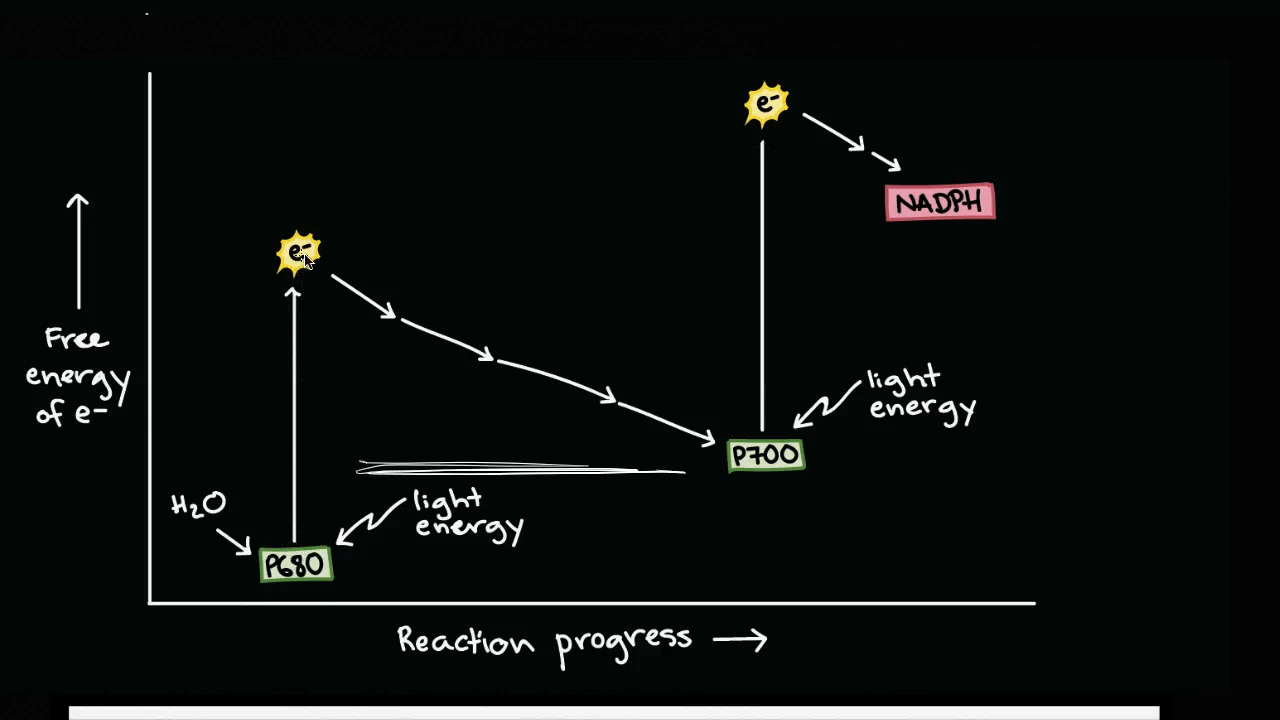 e-
NADPH
e-
Free
energy
of e-
light
energy
P700
H₂O
light
energy
P680
Reaction progress